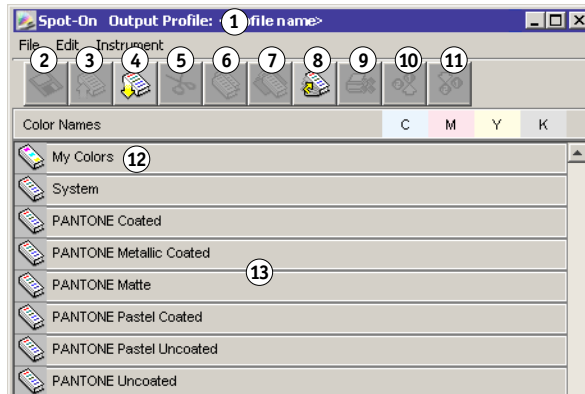 Spot-On Output Profile: 1 file name>
File Edit Instrument
2 3 4 5 6 7 8 9 10 11
Color Names C M Y K
My Colors 12
System
PANTONE Coated
PANTONE Metallic Coated
13
PANTONE Matte
PANTONE Pastel Coated
PANTONE Pastel Uncoated
PANTONE Uncoated